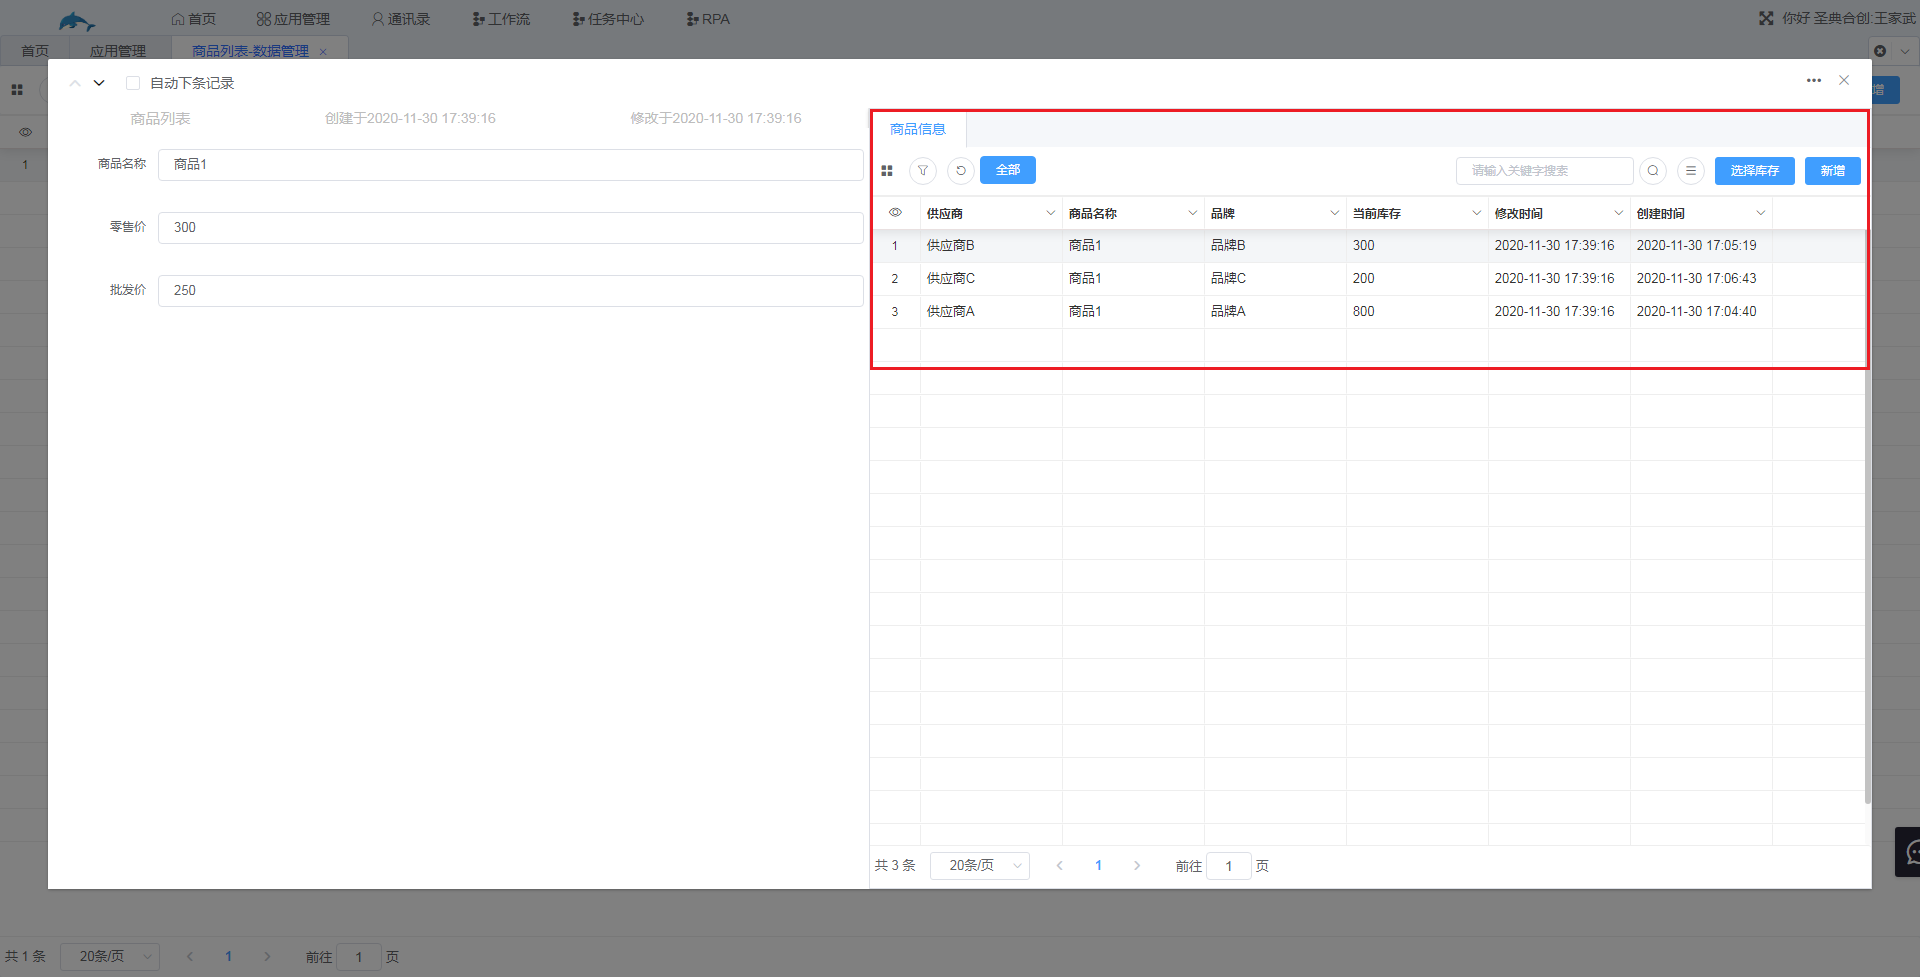 首页 应用管理 通讯录 工作流 任务中心 RPA 你好 圣典合创:王家武
首页 应用管理 商品列表-数据管理
自动下条记录
增
商品列表 创建于2020-11-30 17:39:16 修改于2020-11-30 17:39:16
商品名称 商品1
零售价 300
批发价 250
商品信息
全部 请输入关键字搜索 选择库存 新增
供应商 商品名称 品牌 当前库存 修改时间 创建时间
1 供应商B 商品1 品牌B 300 2020-11-30 17:39:16 2020-11-30 17:05:19
2 供应商C 商品1 品牌C 200 2020-11-30 17:39:16 2020-11-30 17:06:43
3 供应商A 商品1 品牌A 800 2020-11-30 17:39:16 2020-11-30 17:04:40
1
共 3 条 20条/页 1 前往 1 页
共 1 条 20条/页 1 前往 1 页